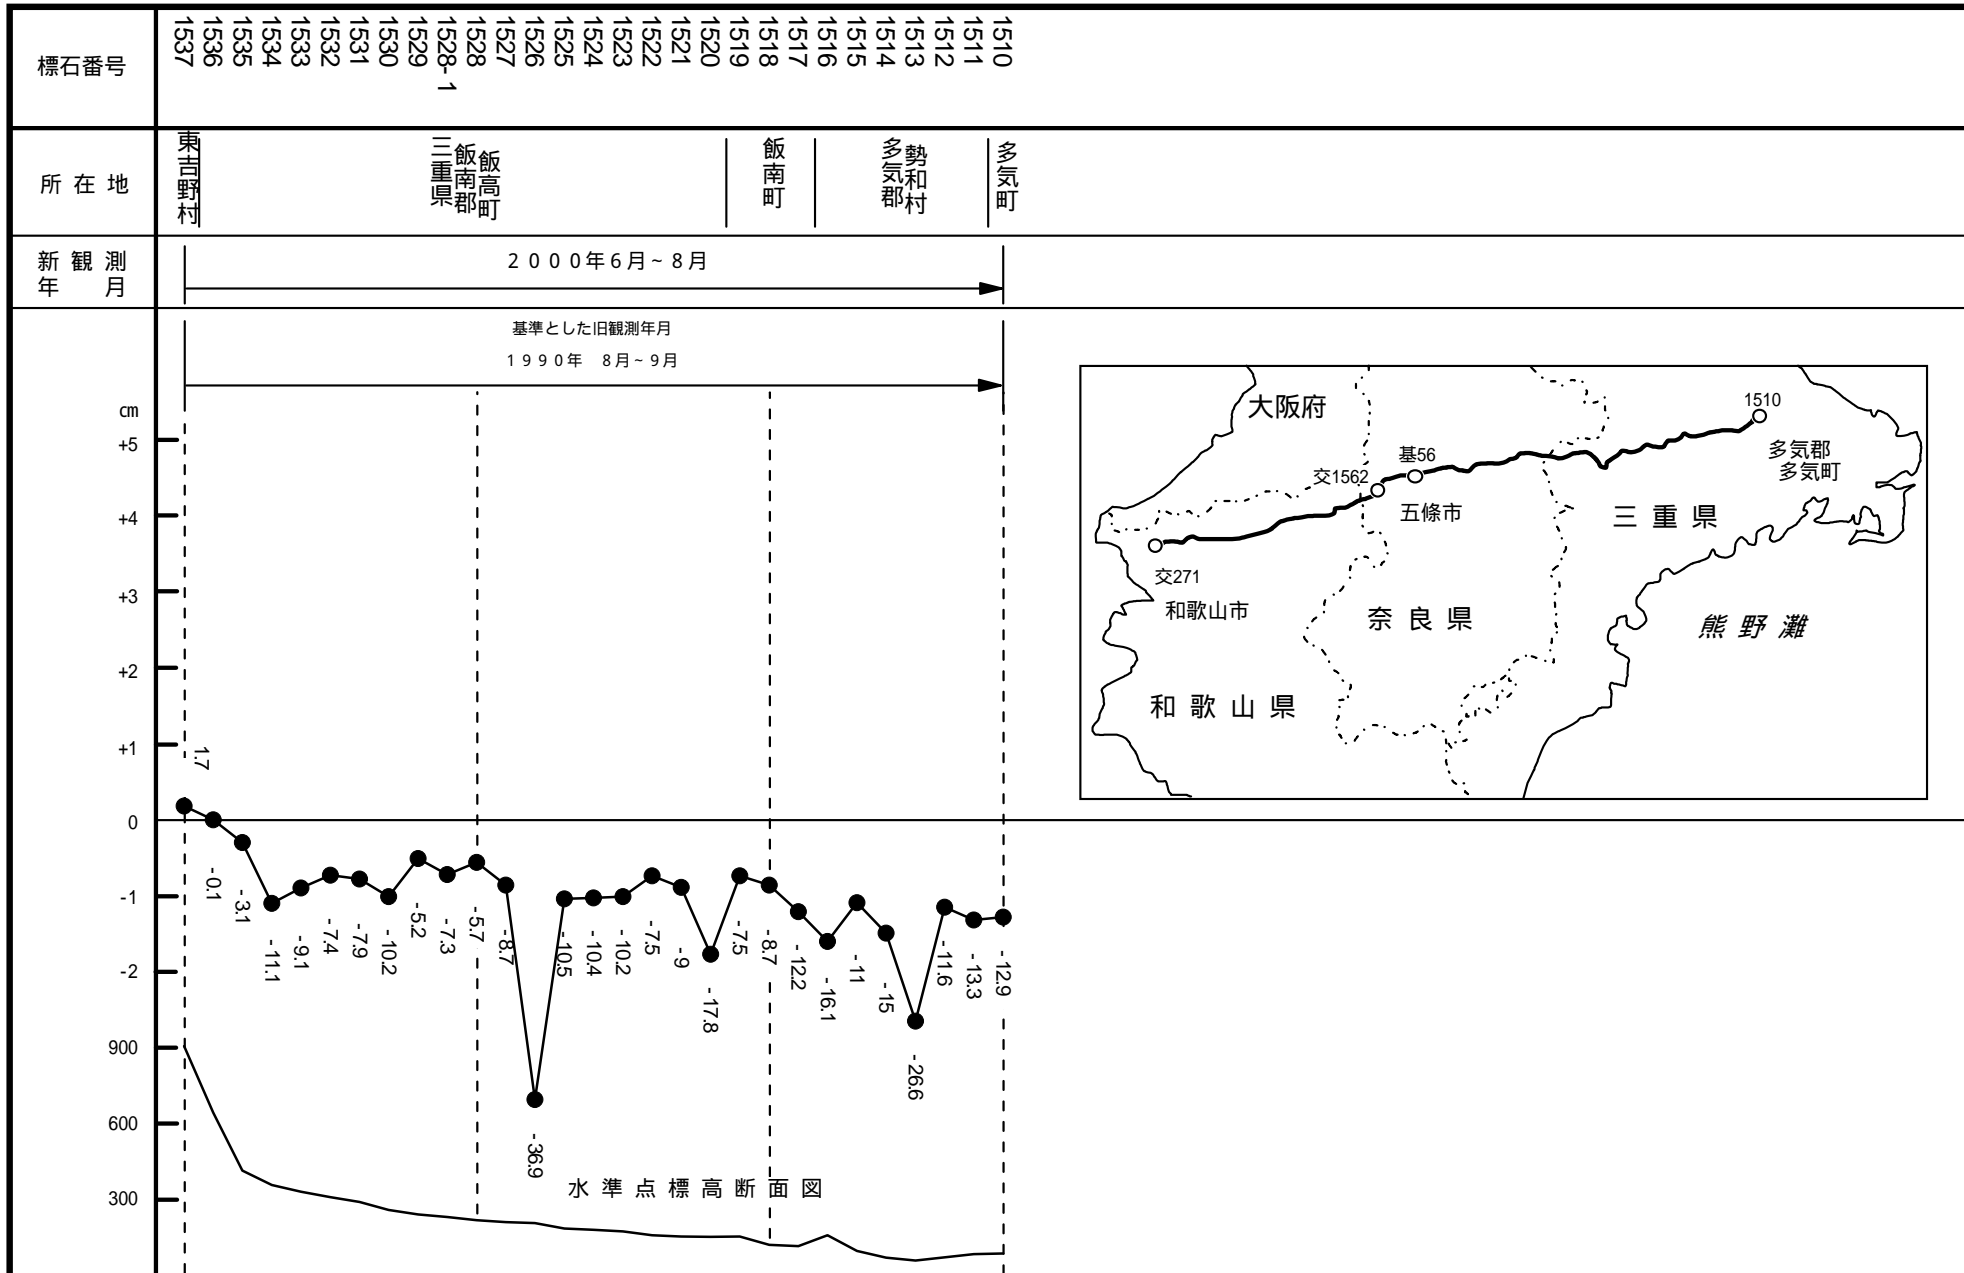 標石番号
1537 1536 1535 1534 1533 1532 1531 1530 1529 1528-1 1528 1527 1526 1525 1524 1523 1522 1521 1520 1519 1518 1517 1516 1515 1514 1513 1512 1511 1510
所在地
東吉野村
三重県
飯南郡
飯高町
飯南町
多気郡
勢和村
多気町
新観測
年 月
2000年6月~8月
基準とした旧観測年月
1990年 8月~9月
cm
+5
+4
+3
+2
+1
0
-1
-2
900
600
300
1.7 -0.1 -3.1 -11.1 -9.1 -7.4 -7.9 -10.2 -5.2 -7.3 -5.7 -8.7 -36.9 -10.5 -10.4 -10.2 -7.5 -9 -17.8 -7.5 -8.7 -12.2 -16.1 -11 -15 -26.6 -11.6 -13.3 -12.9
水準点標高断面図
大阪府
1510
多気郡
多気町
基56
交1562
五條市
三重県
交271
和歌山市
奈良県
熊野灘
和歌山県